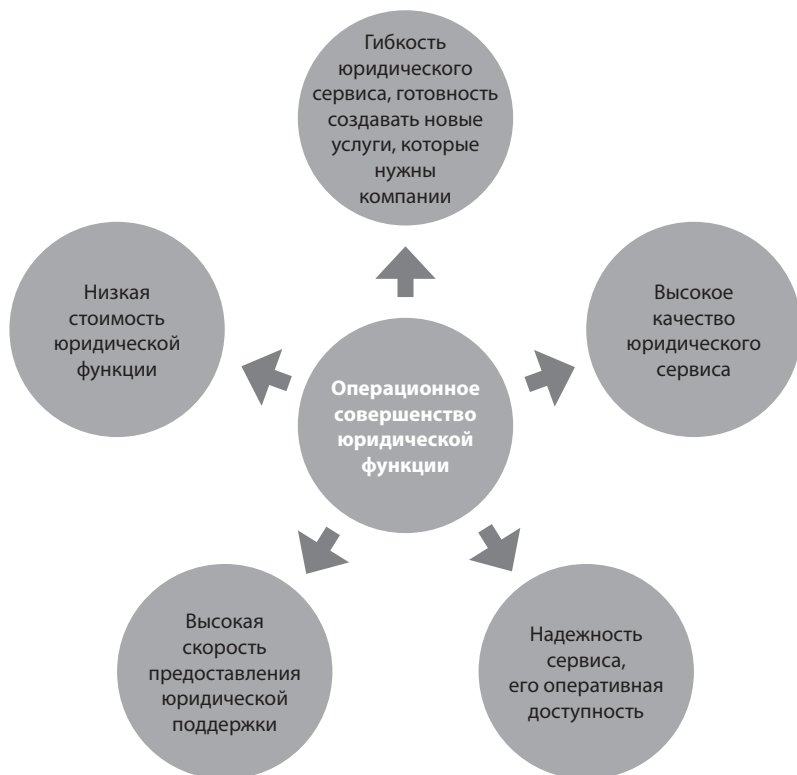 Гибкость
юридического
сервиса, готовность
создавать новые
услуги, которые
нужны
компании
Низкая
стоимость
юридической
функции
Высокое
качество
юридического
сервиса
Операционное
совершенство
юридической
функции
Высокая
скорость
предоставления
юридической
поддержки
Надежность
сервиса,
его оперативная
доступность